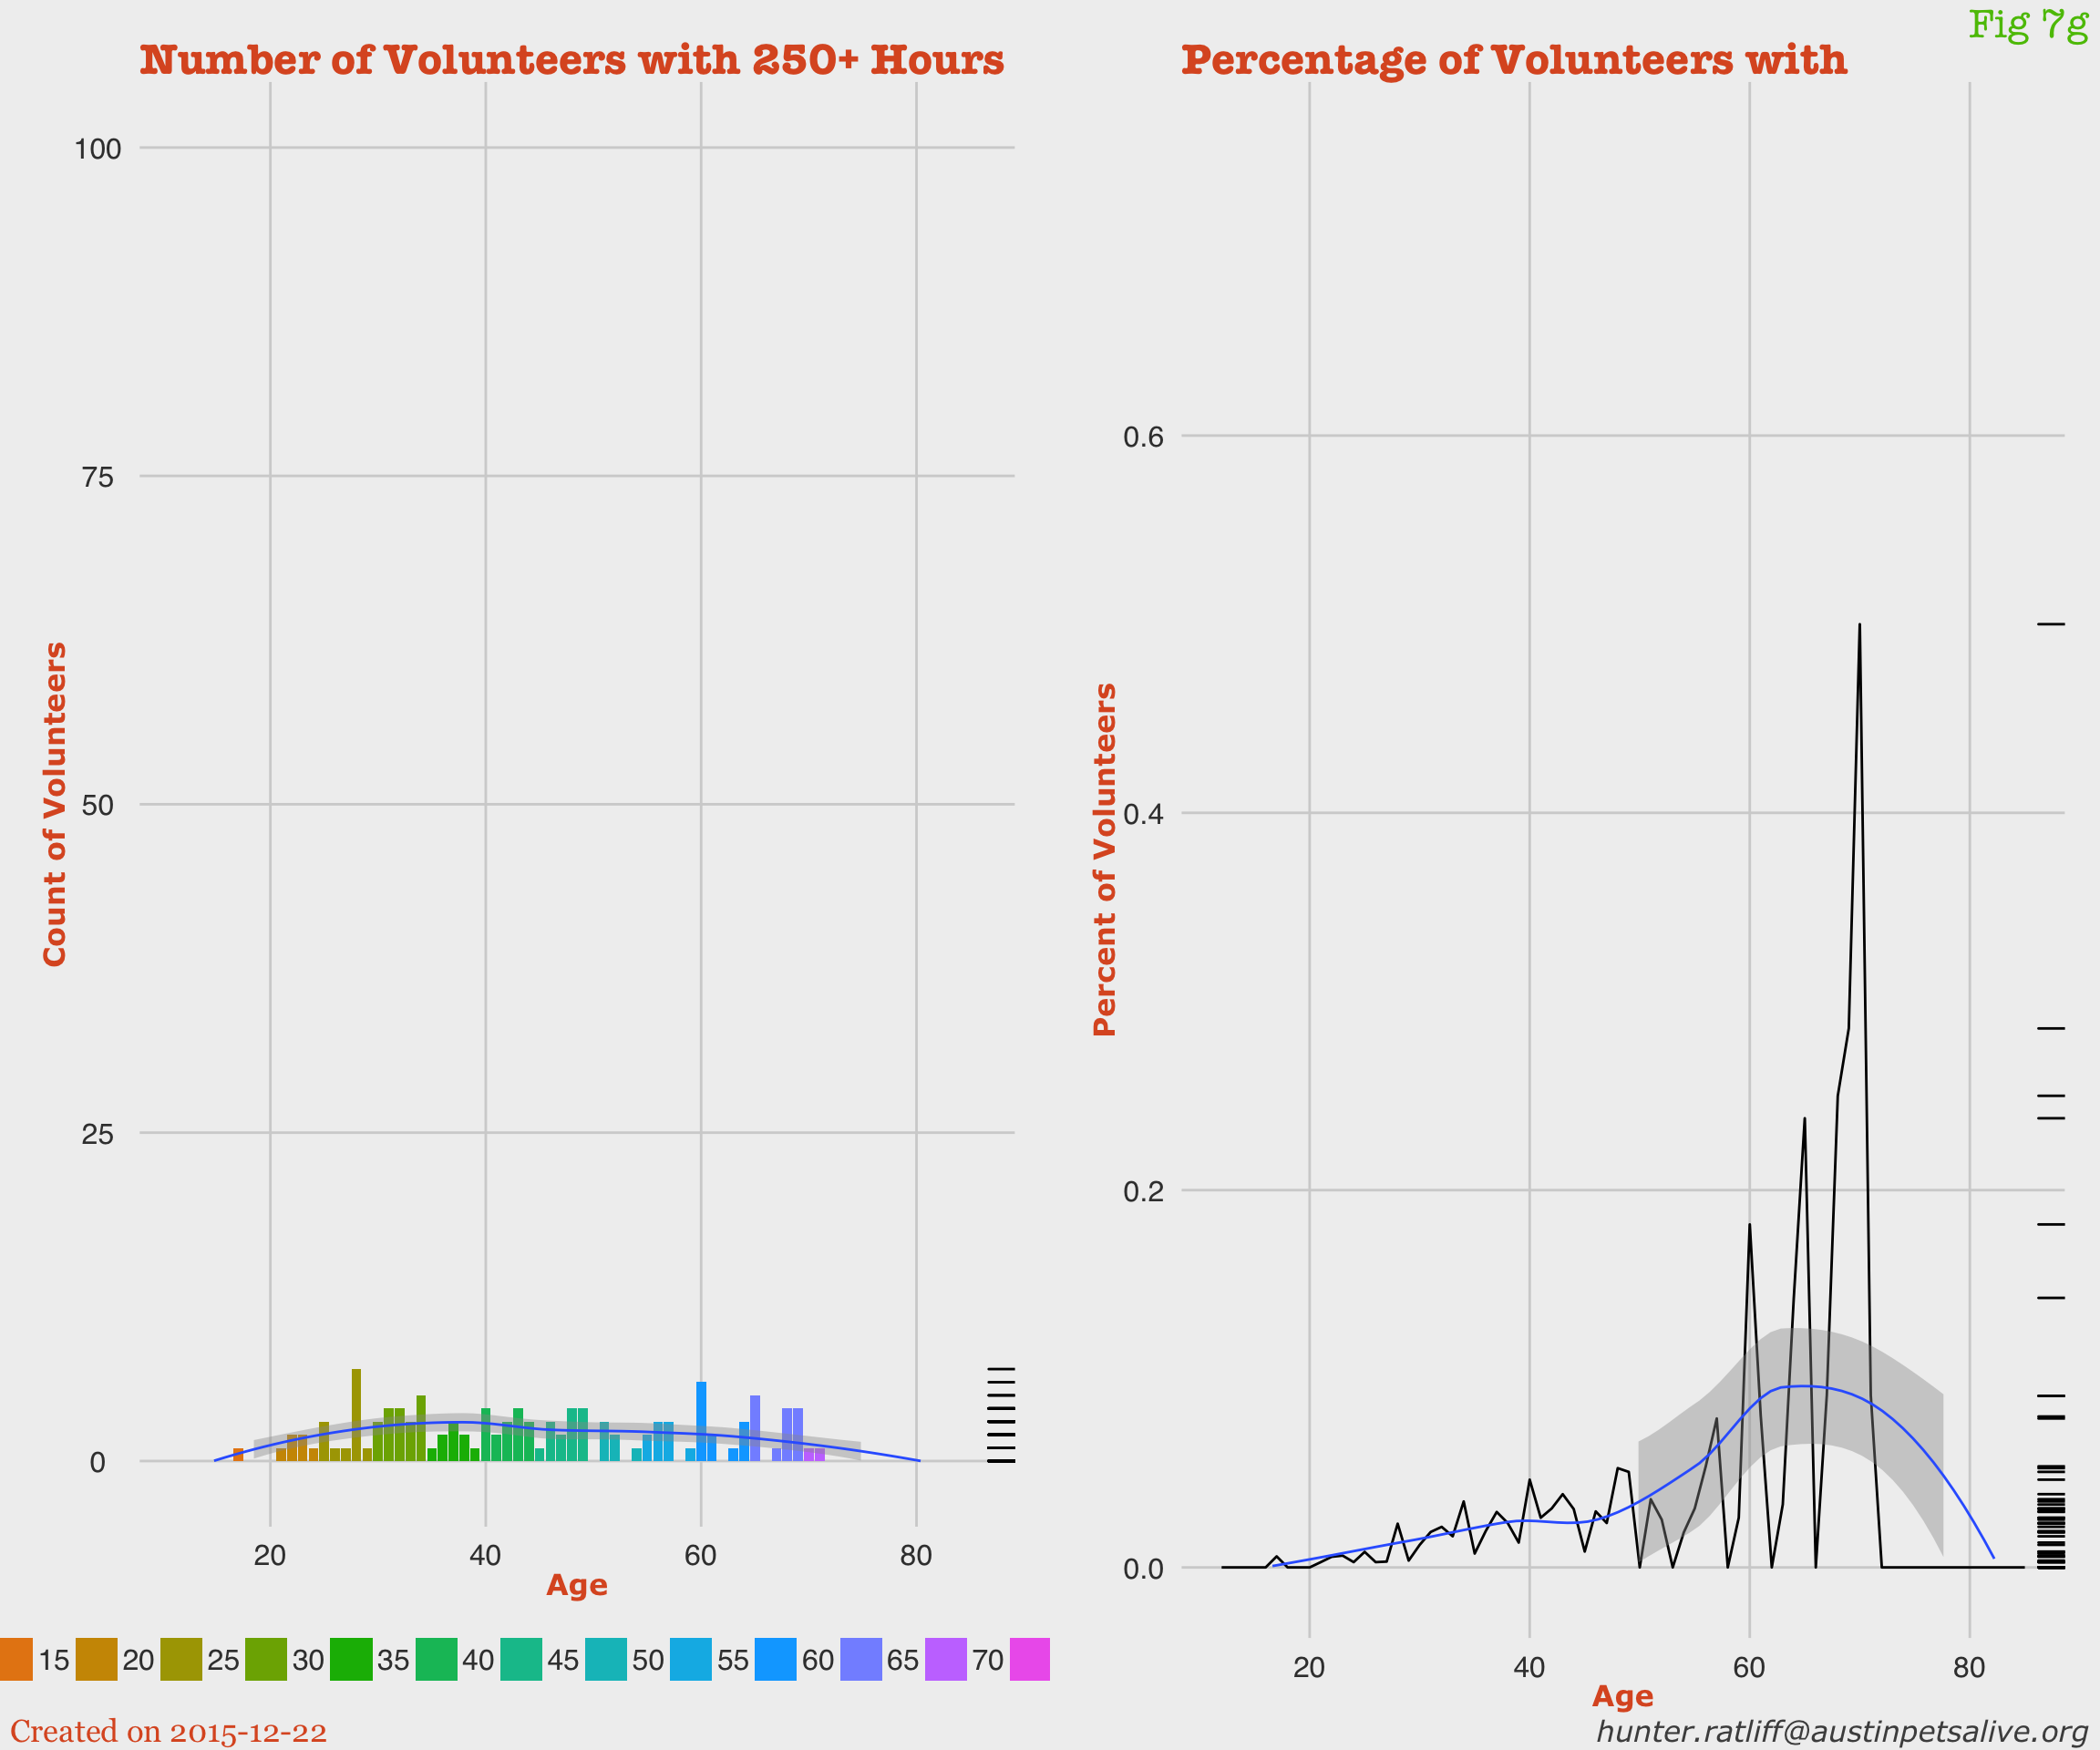 Fig 7g
Number of Volunteers with 250+ Hours
Count of Volunteers
100
75
50
25
0
20 40 60 80
Age
15 20 25 30 35 40 45 50 55 60 65 70
Percentage of Volunteers with
Percent of Volunteers
0.6
0.4
0.2
0.0
20 40 60 80
Age
Created on 2015-12-22
hunter.ratliff@austinpetsalive.org